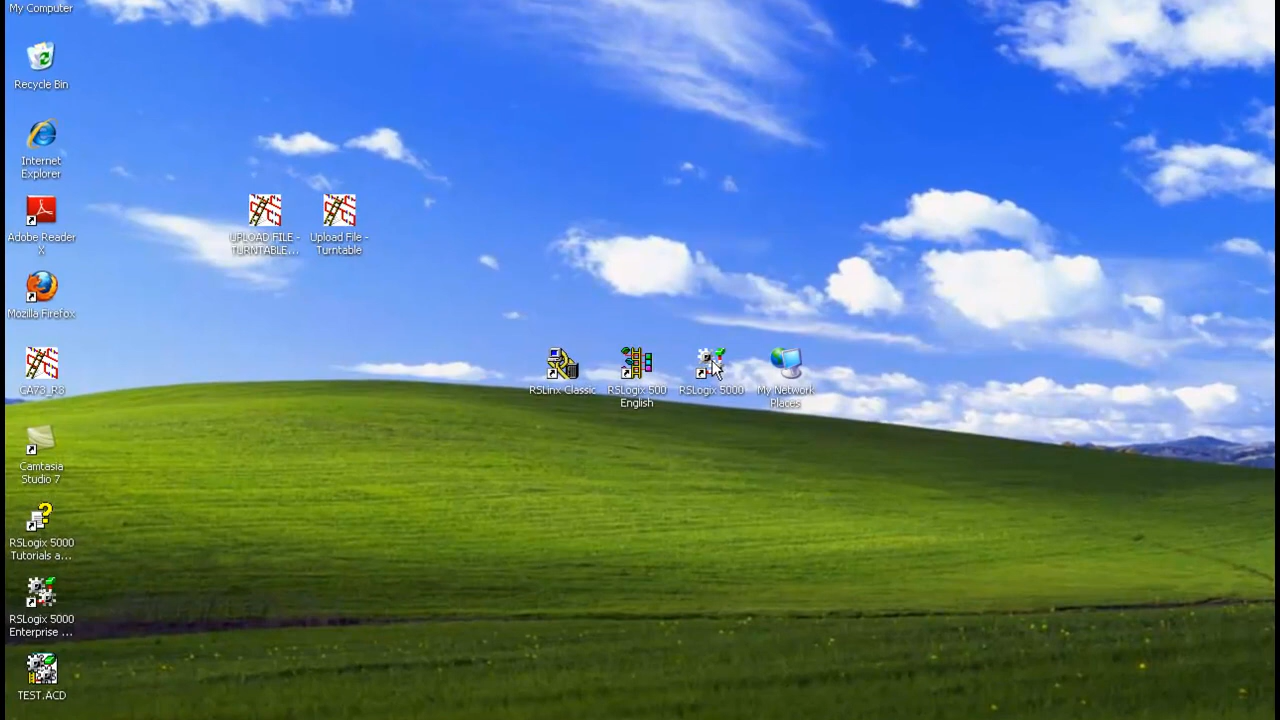 My Computer
Recycle Bin
Internet
Explorer
Adobe Reader
X
Mozilla Firefox
CA73_R3
Camtasia
Studio 7
RSLogix 5000
Tutorials a...
RSLogix 5000
Enterprise ...
TEST.ACD
UPLOAD FILE -
TURNTABLE...
Upload File -
Turntable
RSLinx Classic
RSLogix 500
English
RSLogix 5000
My Network
Places